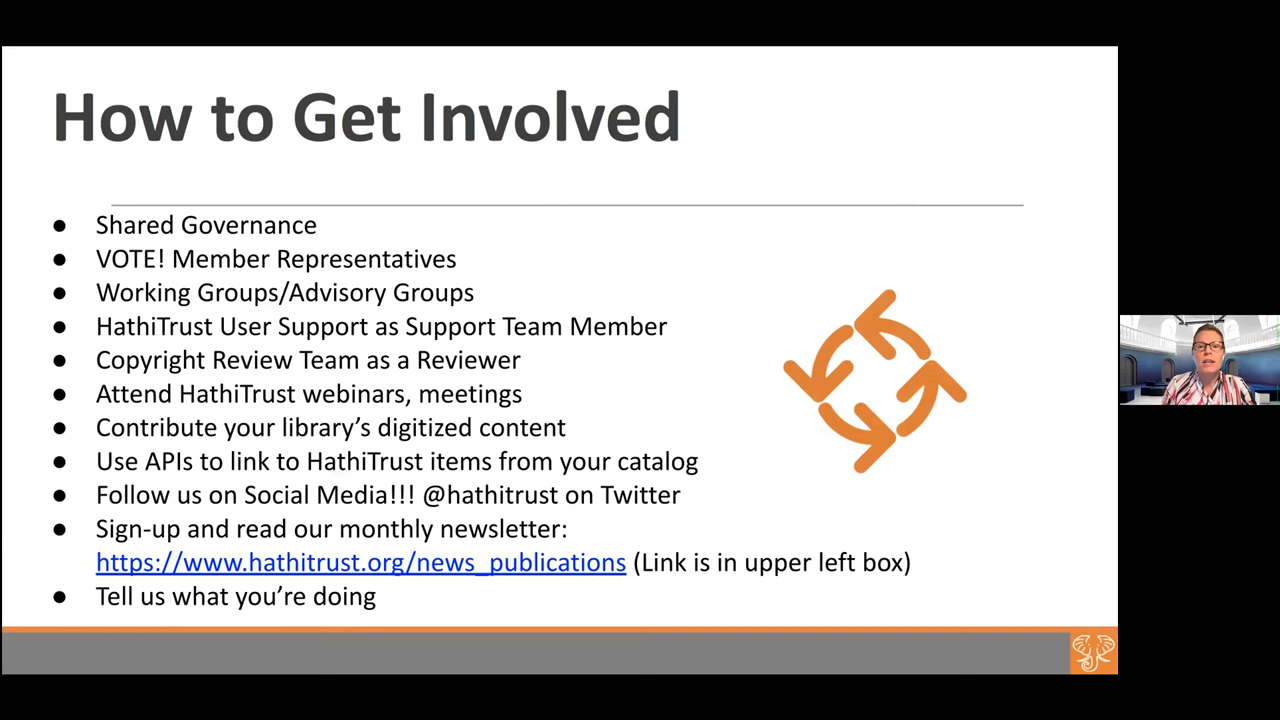 How to Get Involved
● Shared Governance
● VOTE! Member Representatives
● Working Groups/Advisory Groups
● HathiTrust User Support as Support Team Member
● Copyright Review Team as a Reviewer
● Attend HathiTrust webinars, meetings
● Contribute your library’s digitized content
● Use APIs to link to HathiTrust items from your catalog
● Follow us on Social Media!!! @hathitrust on Twitter
● Sign-up and read our monthly newsletter:
https://www.hathitrust.org/news_publications (Link is in upper left box)
● Tell us what you’re doing